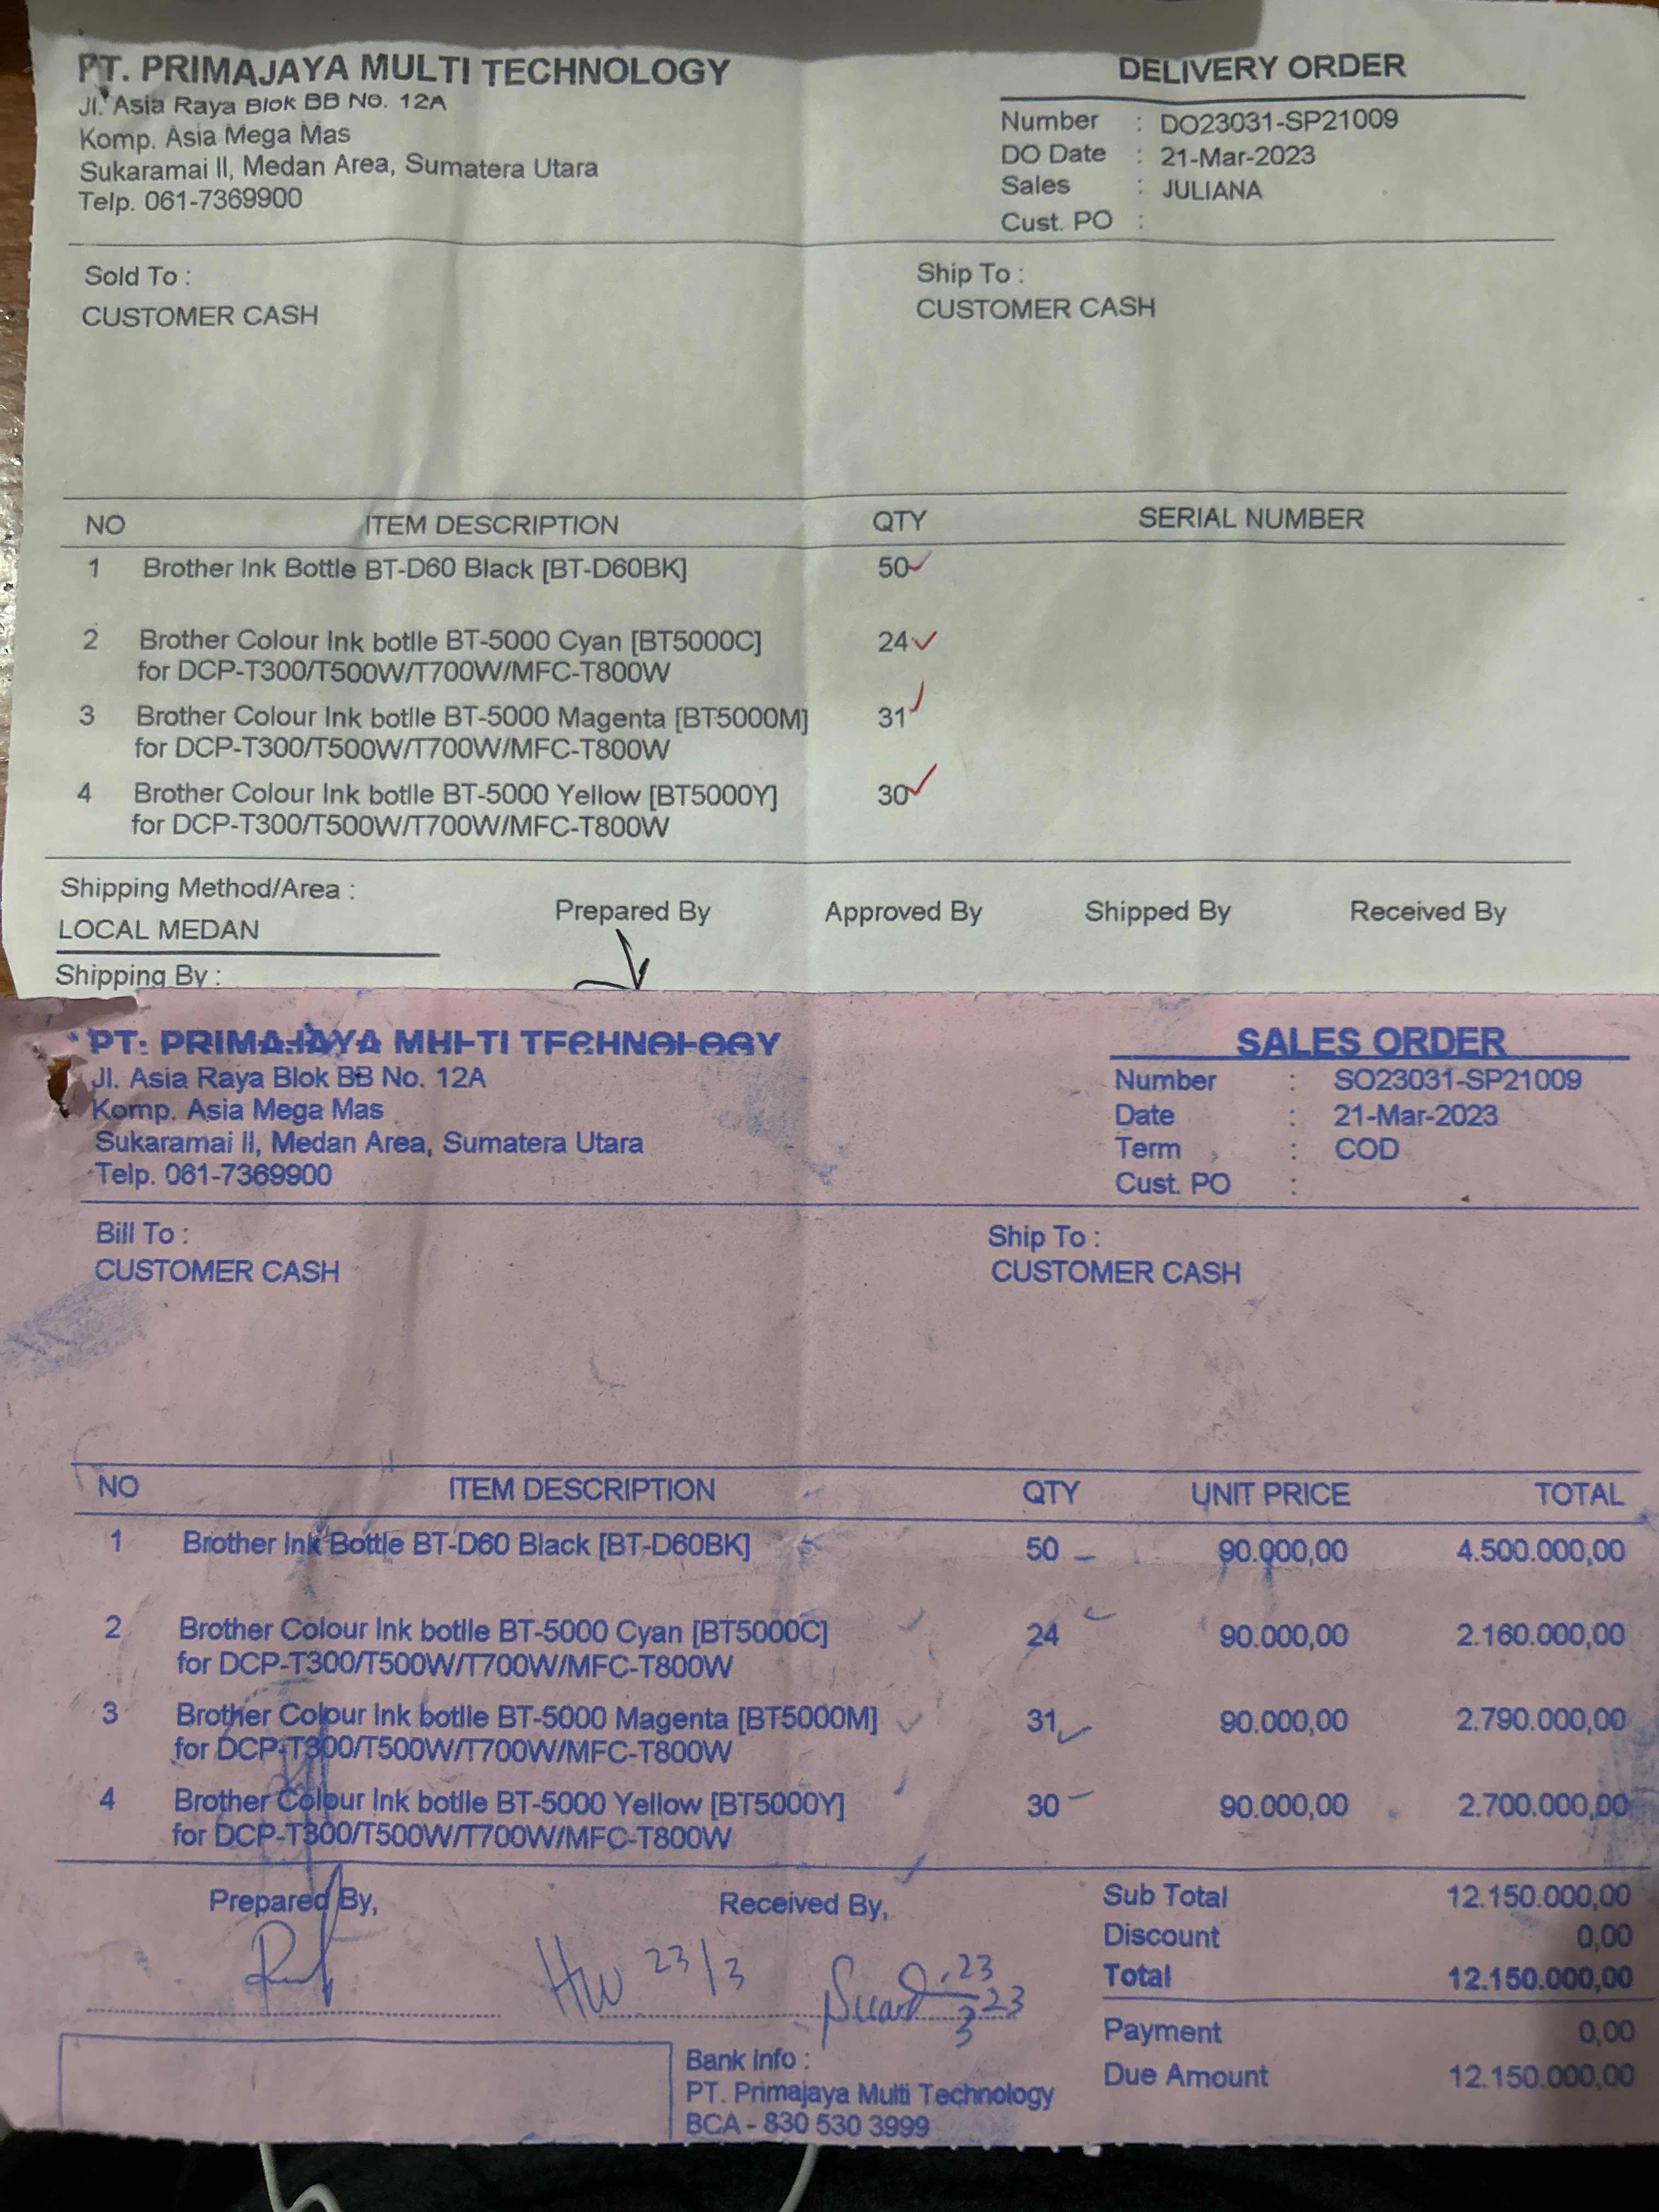 PT. PRIMAJAYA MULTI TECHNOLOGY
Jl. Asia Raya Blok BB No. 12A
Komp. Asia Mega Mas
Sukaramai II, Medan Area, Sumatera Utara
Telp. 061-7369900
DELIVERY ORDER
Number : DO23031-SP21009
DO Date : 21-Mar-2023
Sales : JULIANA
Cust. PO :
Sold To :
CUSTOMER CASH
Ship To :
CUSTOMER CASH
NO ITEM DESCRIPTION QTY SERIAL NUMBER
1 Brother Ink Bottle BT-D60 Black [BT-D60BK] 50
2 Brother Colour Ink botlle BT-5000 Cyan [BT5000C] 24
for DCP-T300/T500W/T700W/MFC-T800W
3 Brother Colour Ink botlle BT-5000 Magenta [BT5000M] 31
for DCP-T300/T500W/T700W/MFC-T800W
4 Brother Colour Ink botlle BT-5000 Yellow [BT5000Y] 30
for DCP-T300/T500W/T700W/MFC-T800W
Shipping Method/Area :
LOCAL MEDAN
Shipping By :
Prepared By Approved By Shipped By Received By
PT. PRIMAJAYA MULTI TECHNOLOGY
Jl. Asia Raya Blok BB No. 12A
Komp. Asia Mega Mas
Sukaramai II, Medan Area, Sumatera Utara
Telp. 061-7369900
SALES ORDER
Number : SO23031-SP21009
Date : 21-Mar-2023
Term : COD
Cust. PO :
Bill To :
CUSTOMER CASH
Ship To :
CUSTOMER CASH
NO ITEM DESCRIPTION QTY UNIT PRICE TOTAL
1 Brother Ink Bottle BT-D60 Black [BT-D60BK] 50 90.000,00 4.500.000,00
2 Brother Colour Ink botlle BT-5000 Cyan [BT5000C] 24 90.000,00 2.160.000,00
for DCP-T300/T500W/T700W/MFC-T800W
3 Brother Colour Ink botlle BT-5000 Magenta [BT5000M] 31 90.000,00 2.790.000,00
for DCP-T300/T500W/T700W/MFC-T800W
4 Brother Colour Ink botlle BT-5000 Yellow [BT5000Y] 30 90.000,00 2.700.000,00
for DCP-T300/T500W/T700W/MFC-T800W
Prepared By, Received By,
23/3
23
3 23
Sub Total 12.150.000,00
Discount 0,00
Total 12.150.000,00
Payment 0,00
Due Amount 12.150.000,00
Bank Info :
PT. Primajaya Multi Technology
BCA - 830 530 3999